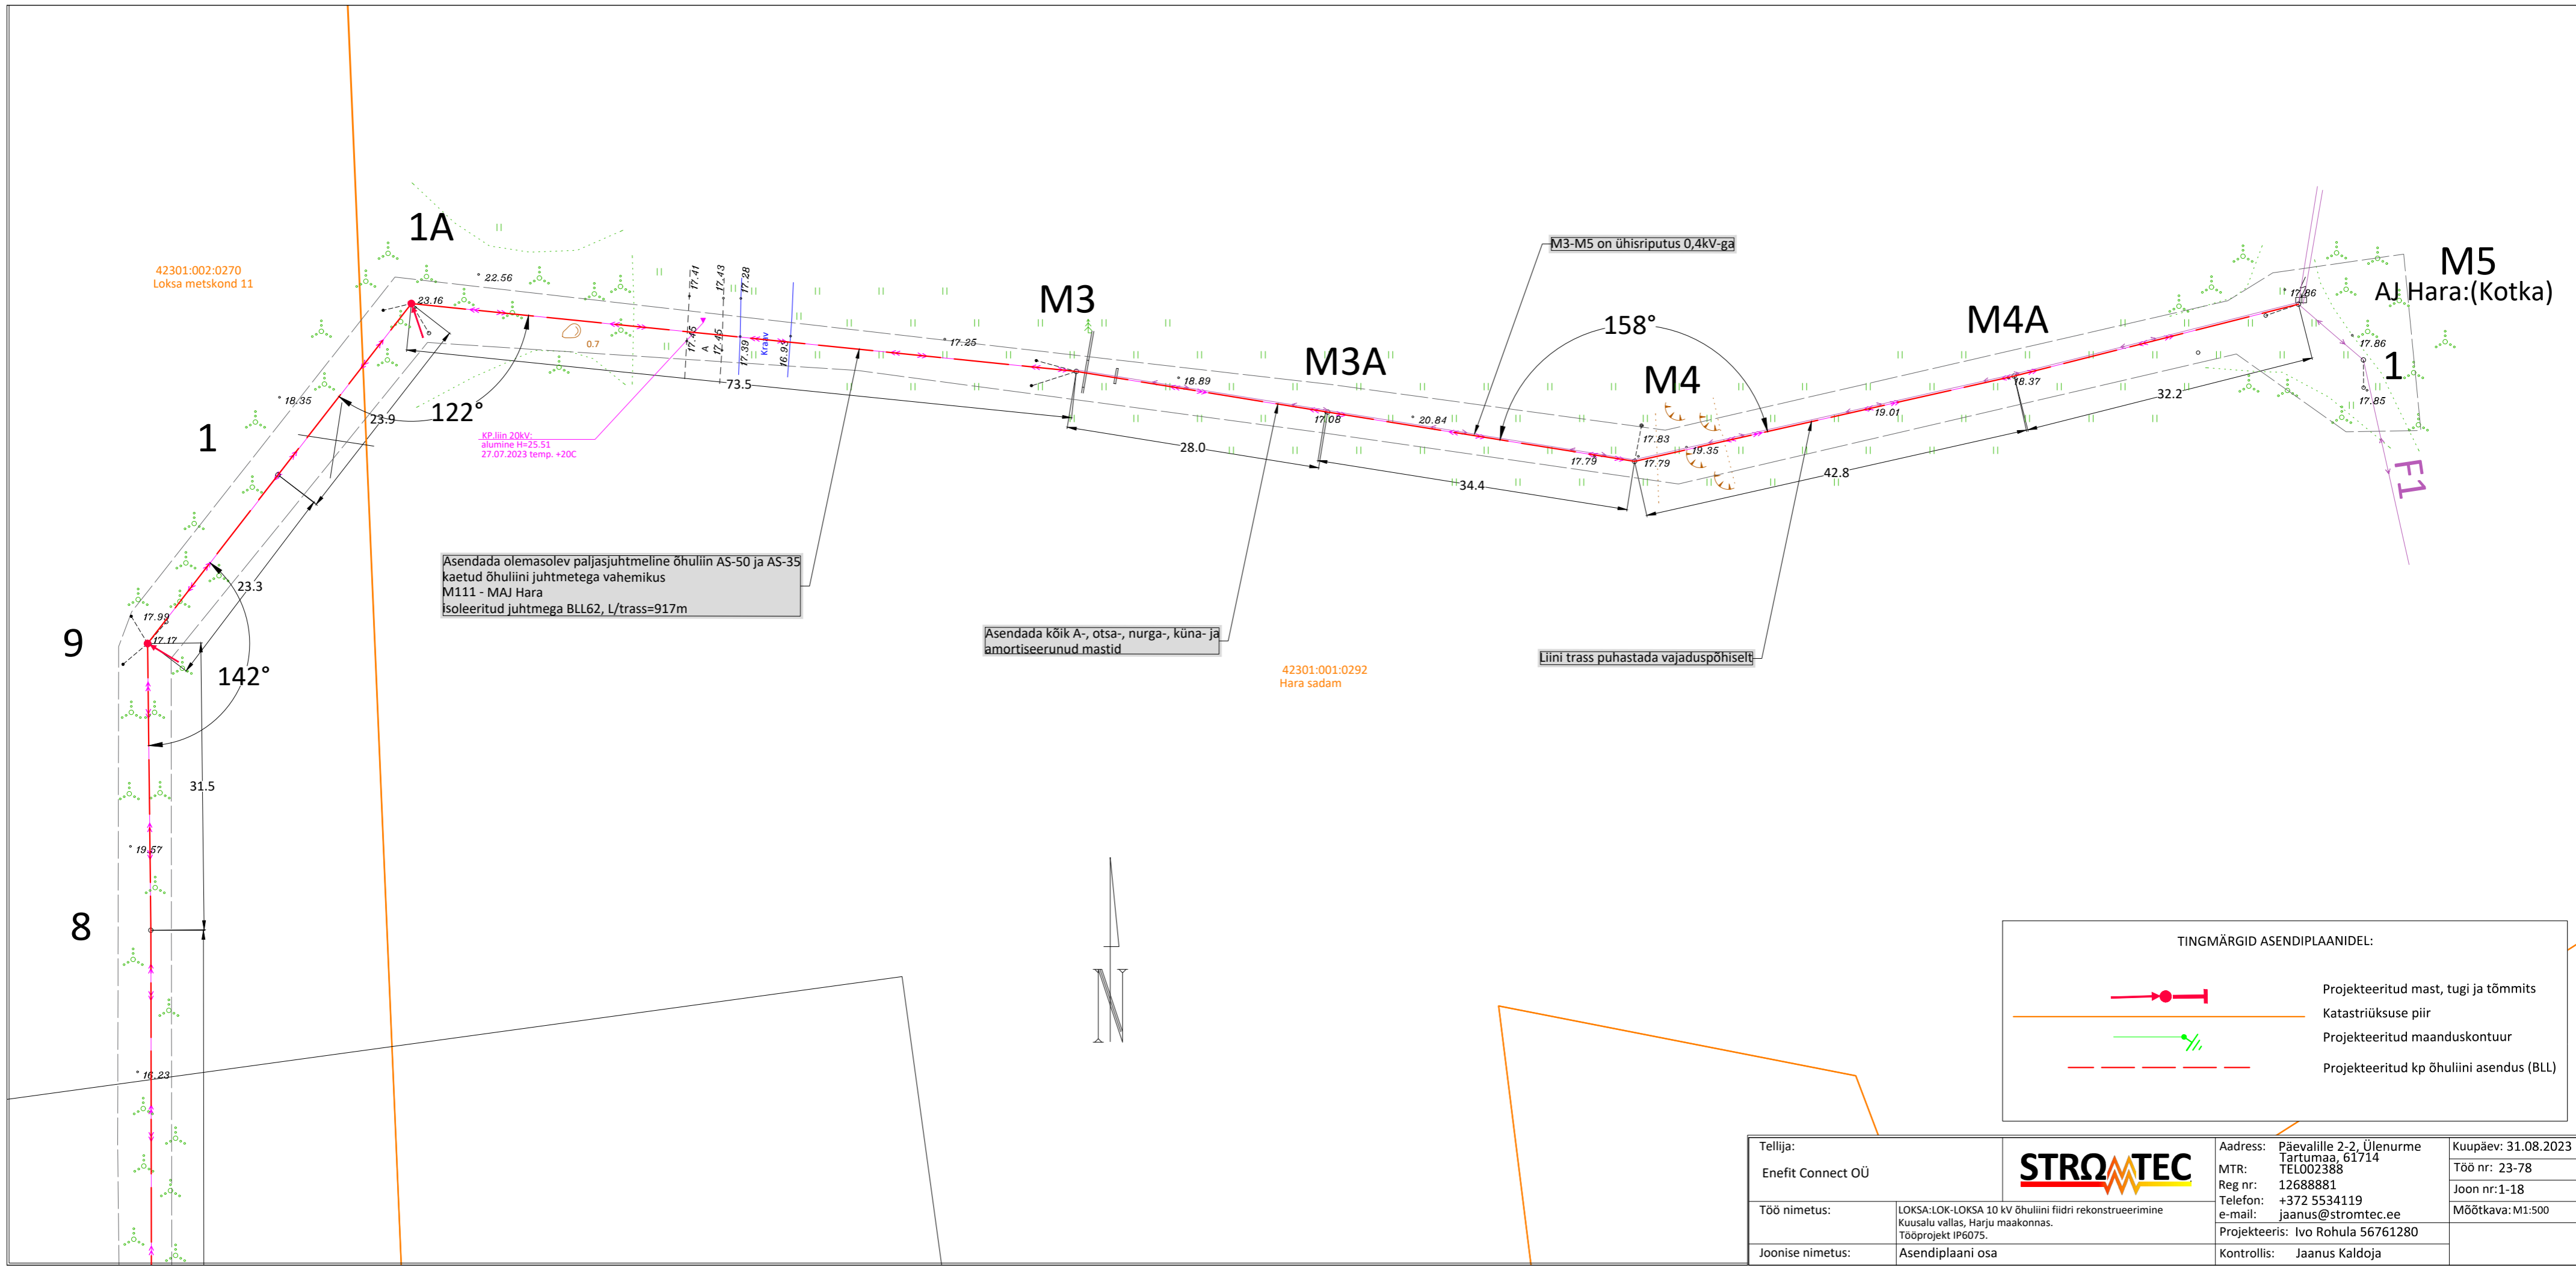 1A
42301:002:0270
Loksa metskond 11
22.56
23.16
17.41
17.43
17.28
17.45
A
17.45
17.39
Kraav
16.93
0.7
17.25
73.5
122°
18.35
23.9
1
KP.liin 20kV:
alumine H=25.51
27.07.2023 temp. +20C
M3
M3-M5 on ühisriputus 0,4kV-ga
M3A
18.89
17.08
20.84
28.0
34.4
158°
M4
17.83
17.79
17.79
19.35
19.01
42.8
M4A
18.37
32.2
M5
AJ Hara:(Kotka)
17.86
17.86
1
17.85
F1
Asendada olemasolev paljasjuhtmeline õhuliin AS-50 ja AS-35
kaetud õhuliini juhtmetega vahemikus
M111 - MAJ Hara
isoleeritud juhtmega BLL62, L/trass=917m
Asendada kõik A-, otsa-, nurga-, küna- ja
amortiseerunud mastid
Liini trass puhastada vajaduspõhiselt
42301:001:0292
Hara sadam
23.3
17.99
17.17
9
142°
31.5
19.57
8
16.23
N
TINGMÄRGID ASENDIPLAANIDEL:
Projekteeritud mast, tugi ja tõmmits
Katastriüksuse piir
Projekteeritud maanduskontuur
Projekteeritud kp õhuliini asendus (BLL)
Tellija:
Enefit Connect OÜ
STROMTEC
Aadress: Päevalille 2-2, Ülenurme
Tartumaa, 61714
MTR: TEL002388
Reg nr: 12688881
Telefon: +372 5534119
e-mail: jaanus@stromtec.ee
Kuupäev: 31.08.2023
Töö nr: 23-78
Joon nr:1-18
Mõõtkava: M1:500
Töö nimetus:
LOKSA:LOK-LOKSA 10 kV õhuliini fiidri rekonstrueerimine
Kuusalu vallas, Harju maakonnas.
Tööprojekt IP6075.
Projekteeris: Ivo Rohula 56761280
Joonise nimetus: Asendiplaani osa
Kontrollis: Jaanus Kaldoja